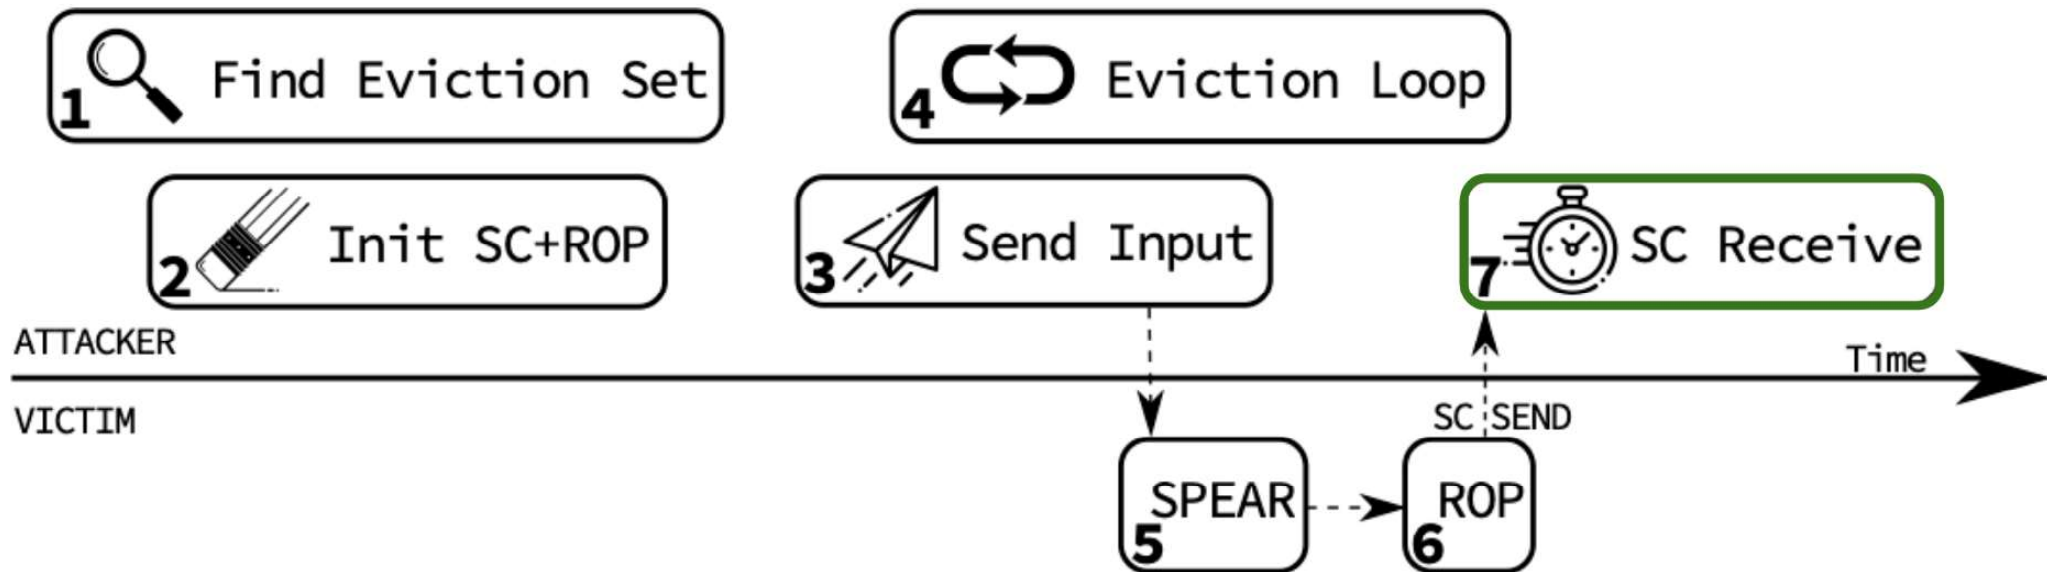 1 Find Eviction Set
4 Eviction Loop
2 Init SC+ROP
3 Send Input
7 SC Receive
ATTACKER
Time
VICTIM
SC SEND
5 SPEAR
6 ROP